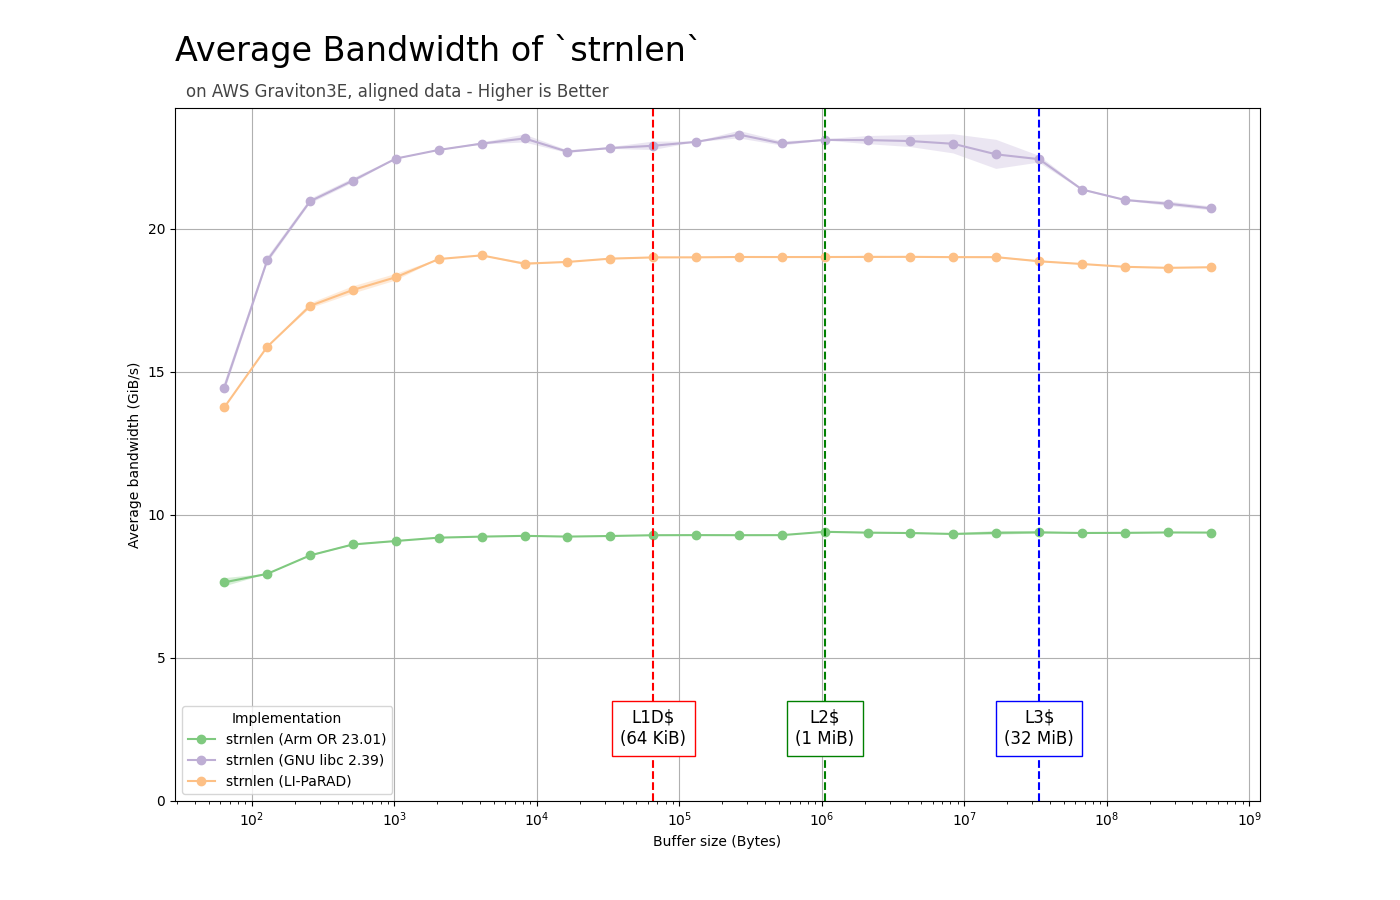 Average Bandwidth of `strnlen`
on AWS Graviton3E, aligned data - Higher is Better
Average bandwidth (GiB/s)
20
15
10
5
0
L1D$
(64 KiB)
L2$
(1 MiB)
L3$
(32 MiB)
Implementation
strnlen (Arm OR 23.01)
strnlen (GNU libc 2.39)
strnlen (LI-PaRAD)
10² 10³ 10⁴ 10⁵ 10⁶ 10⁷ 10⁸ 10⁹
Buffer size (Bytes)